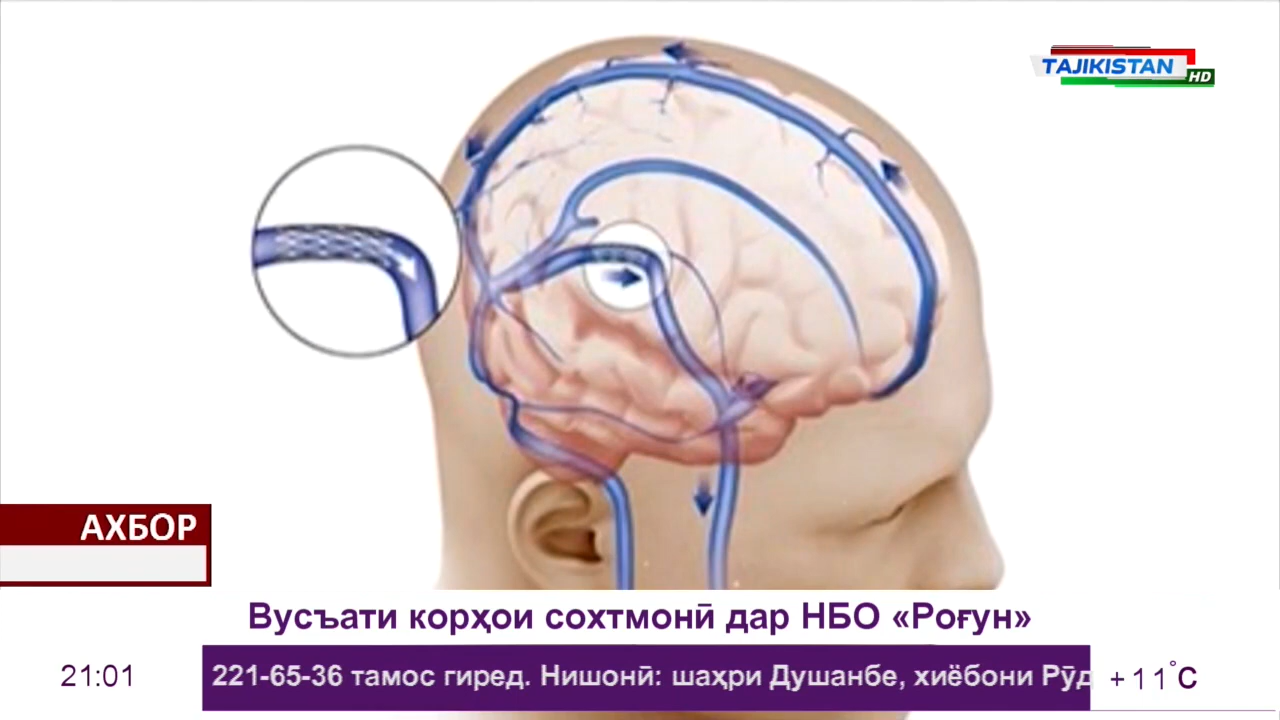 TAJIKISTAN
HD
АХБОР
Вусъати корҳои сохтмонӣ дар НБО «Роғун»
21:01
221-65-36 тамос гиред. Нишонӣ: шаҳри Душанбе, хиёбони Рӯд
+11°C